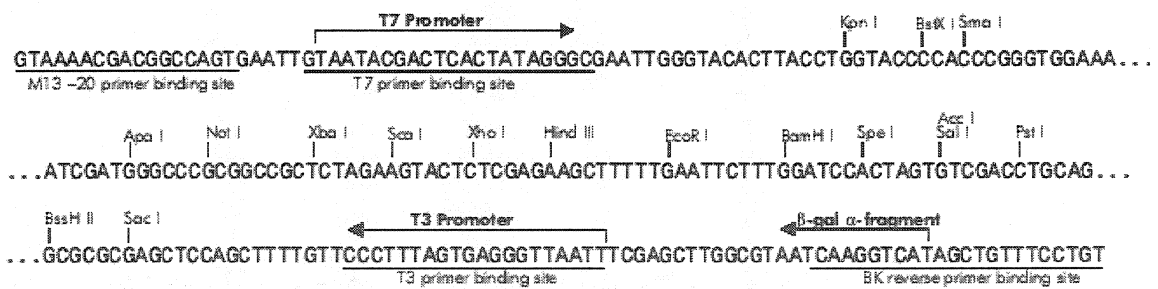 T7 Promoter
Kpn I BstX I Sma I
GTAAAACGACGGCCAGTGAATTGTAATACGACTCACTATAGGGCGAATTGGGTACACTTACCTGGTACCCCACCCGGGTGGAAA...
M13 -20 primer binding site T7 primer binding site
Apa I Not I Xba I Sca I Xho I Hind III EcoR I BamH I Spe I Acc I Sal I Pst I
...ATCGATGGGCCCGCGGCCGCTCTAGAAGTACTCTCGAGAAGCTTTTTGAATTCTTTGGATCCACTAGTGTCGACCTGCAG...
BssH II Sac I T3 Promoter β-gal α-fragment
...GCGCGCGAGCTCCAGCTTTTGTTCCCTTTAGTGAGGGTTAATTTCGAGCTTGGCGTAATCAAGGTCATAGCTGTTTCCTGT
T3 primer binding site BK reverse primer binding site